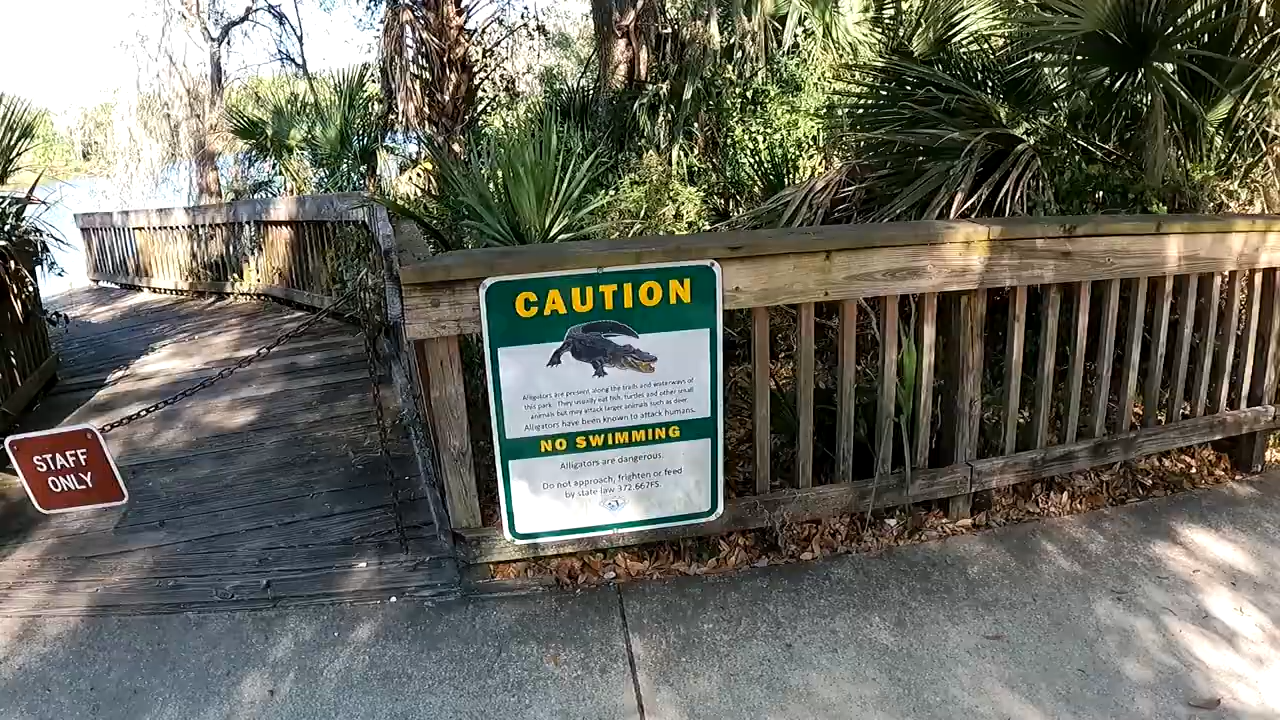 CAUTION
Alligators are present along the trails and waterways of
this park. They usually eat fish, turtles and other small
animals but may attack larger animals such as deer.
Alligators have been known to attack humans.
NO SWIMMING
Alligators are dangerous.
Do not approach, frighten or feed
by state law 372.667FS.
STAFF
ONLY